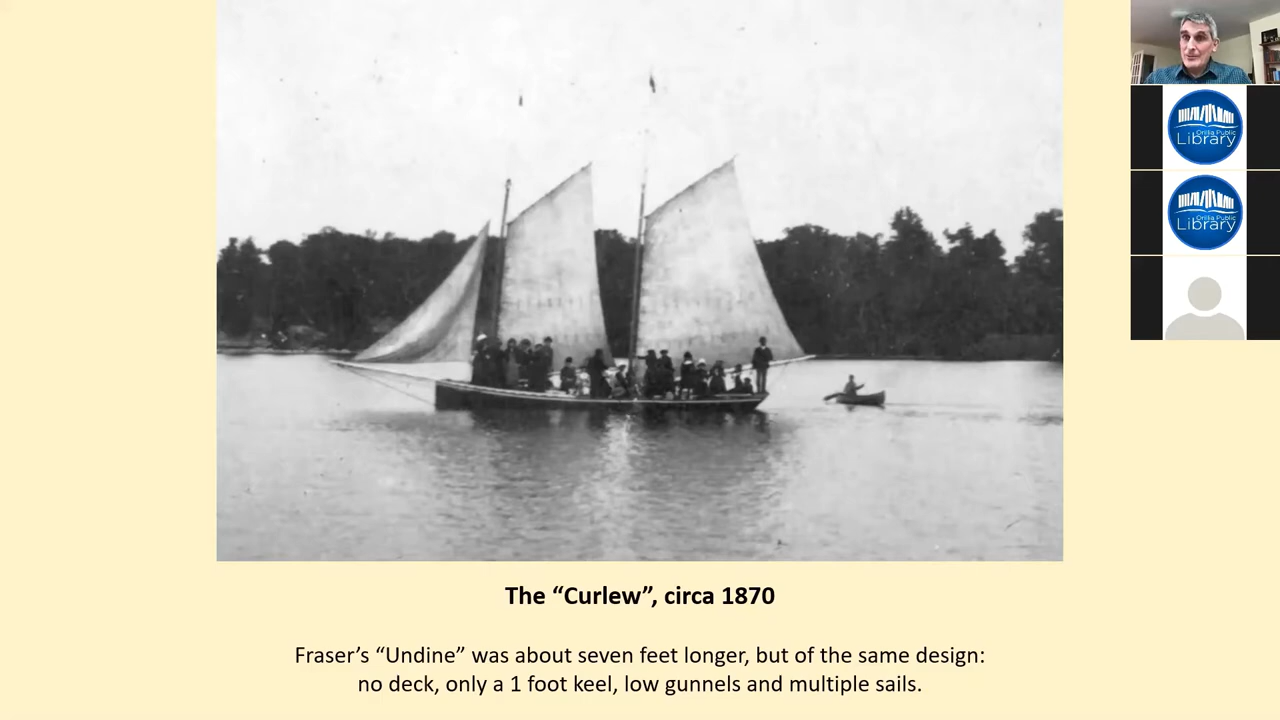 The “Curlew”, circa 1870
Fraser’s “Undine” was about seven feet longer, but of the same design:
no deck, only a 1 foot keel, low gunnels and multiple sails.
Orillia Public
Library
Orillia Public
Library